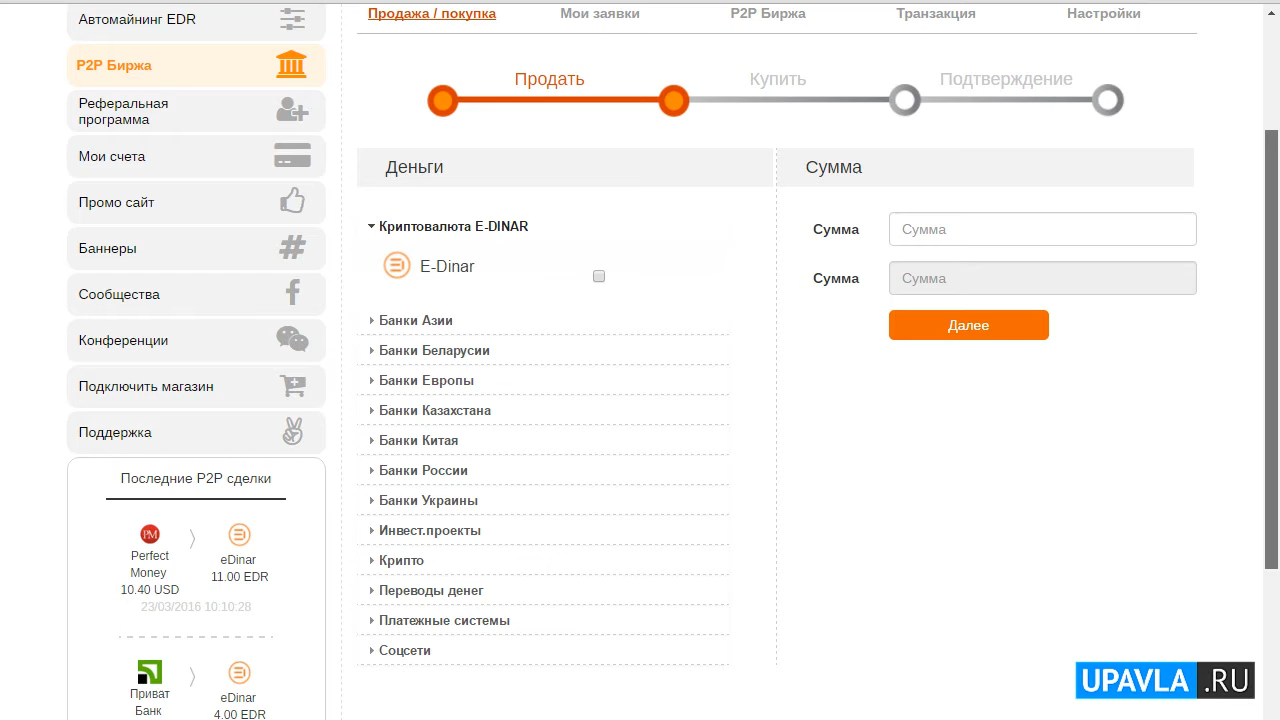 Автомайнинг EDR
P2P Биржа
Реферальная
программа
Мои счета
Промо сайт
Баннеры
Сообщества
Конференции
Подключить магазин
Поддержка
Последние P2P сделки
PM
Perfect
Money
10.40 USD
eDinar
11.00 EDR
23/03/2016 10:10:28
Приват
Банк
eDinar
4.00 EDR
Продажа / покупка
Мои заявки
P2P Биржа
Транзакция
Настройки
Продать
Купить
Подтверждение
Деньги
Криптовалюта E-DINAR
E-Dinar
Банки Азии
Банки Беларусии
Банки Европы
Банки Казахстана
Банки Китая
Банки России
Банки Украины
Инвест.проекты
Крипто
Переводы денег
Платежные системы
Соцсети
Сумма
Сумма Сумма
Сумма Сумма
Далее
UPAVLA.RU